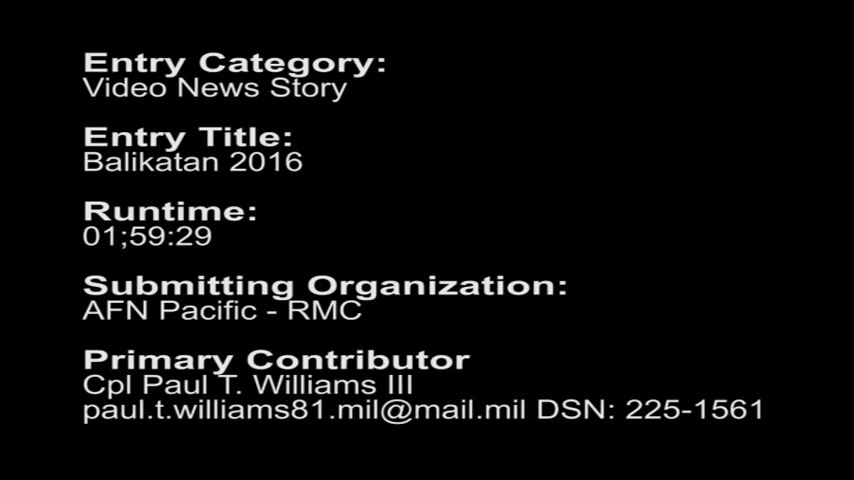 Entry Category:
Video News Story
Entry Title:
Balikatan 2016
Runtime:
01;59:29
Submitting Organization:
AFN Pacific - RMC
Primary Contributor
Cpl Paul T. Williams III
paul.t.williams81.mil@mail.mil DSN: 225-1561